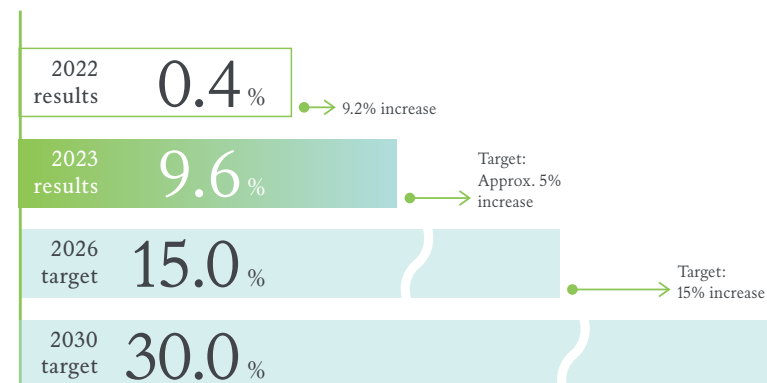 2022
results
0.4 %
9.2% increase
2023
results
9.6 %
Target:
Approx. 5%
increase
2026
target
15.0 %
Target:
15% increase
2030
target
30.0 %